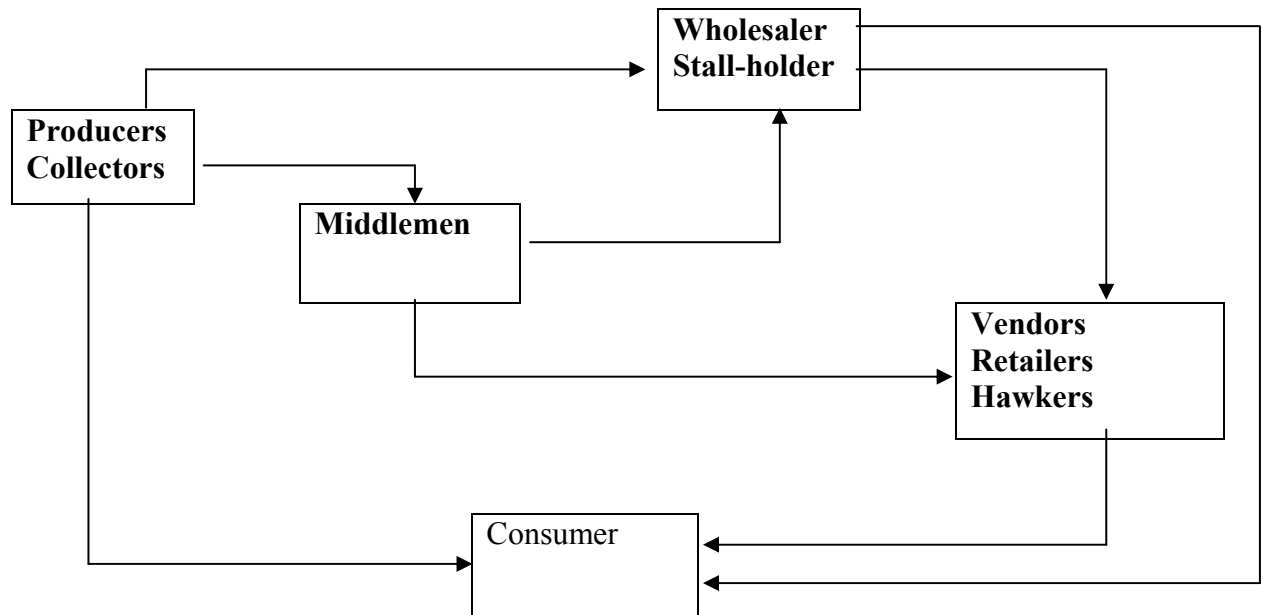 Wholesaler
Stall-holder
Producers
Collectors
Middlemen
Vendors
Retailers
Hawkers
Consumer